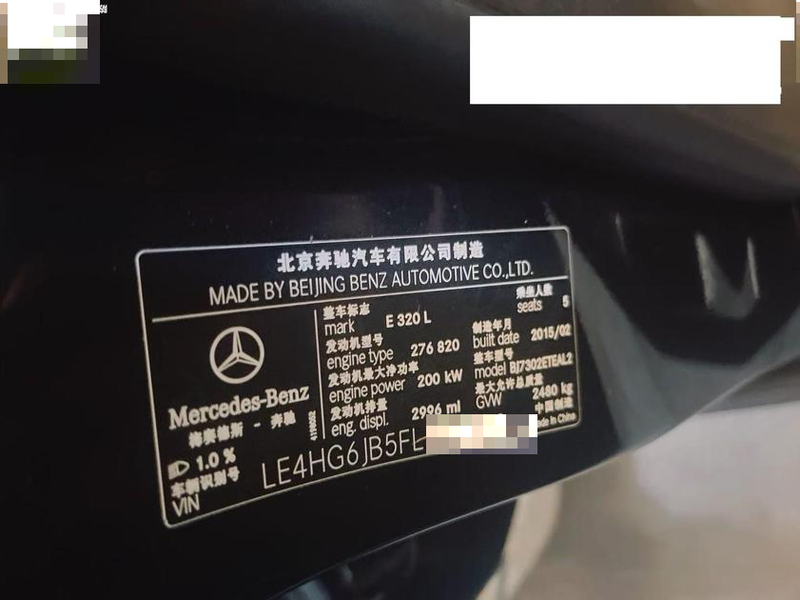 北京奔驰汽车有限公司制造
MADE BY BEIJING BENZ AUTOMOTIVE CO.,LTD.
Mercedes-Benz
梅赛德斯 - 奔驰
1.0 %
整车标志
mark E 320 L
乘坐人数
seats 5
发动机型号
engine type 276 820
制造年月
built date 2015/02
发动机最大净功率
engine power 200 kW
整车型号
model BJ7302ETEAL2
发动机排量
eng. displ. 2996 ml
最大允许总质量
GVW 2480 kg
中国制造
Made in China
车辆识别号
VIN LE4HG6JB5FL